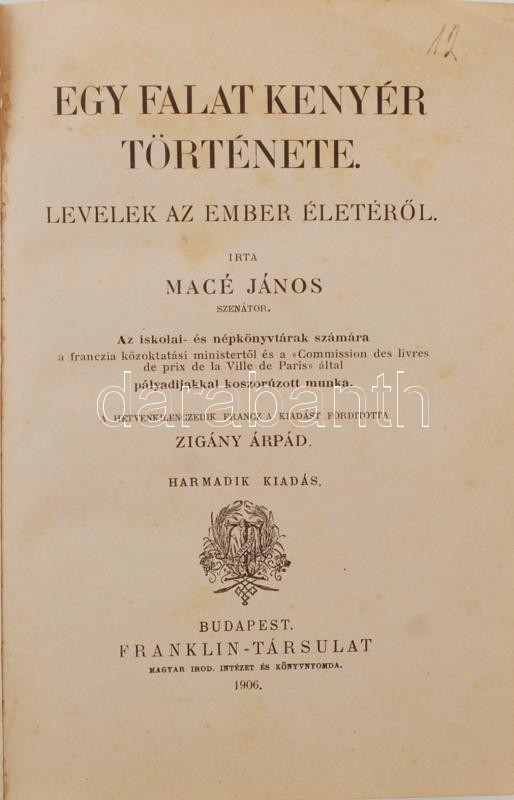 12
EGY FALAT KENYÉR
TÖRTÉNETE.
LEVELEK AZ EMBER ÉLETÉRŐL.
IRTA
MACÉ JÁNOS
SZENÁTOR.
Az iskolai- és népkönyvtárak számára
a franczia közoktatási ministertől és a «Commission des livres
de prix de la Ville de Paris» által
pályadijakkal koszorúzott munka.
darabanth
A HETVENKILENCZEDIK FRANCZIA KIADÁST FORDITOTTA
ZIGÁNY ÁRPÁD.
HARMADIK KIADÁS.
BUDAPEST.
FRANKLIN-TÁRSULAT
MAGYAR IROD. INTÉZET ÉS KÖNYVNYOMDA.
1906.